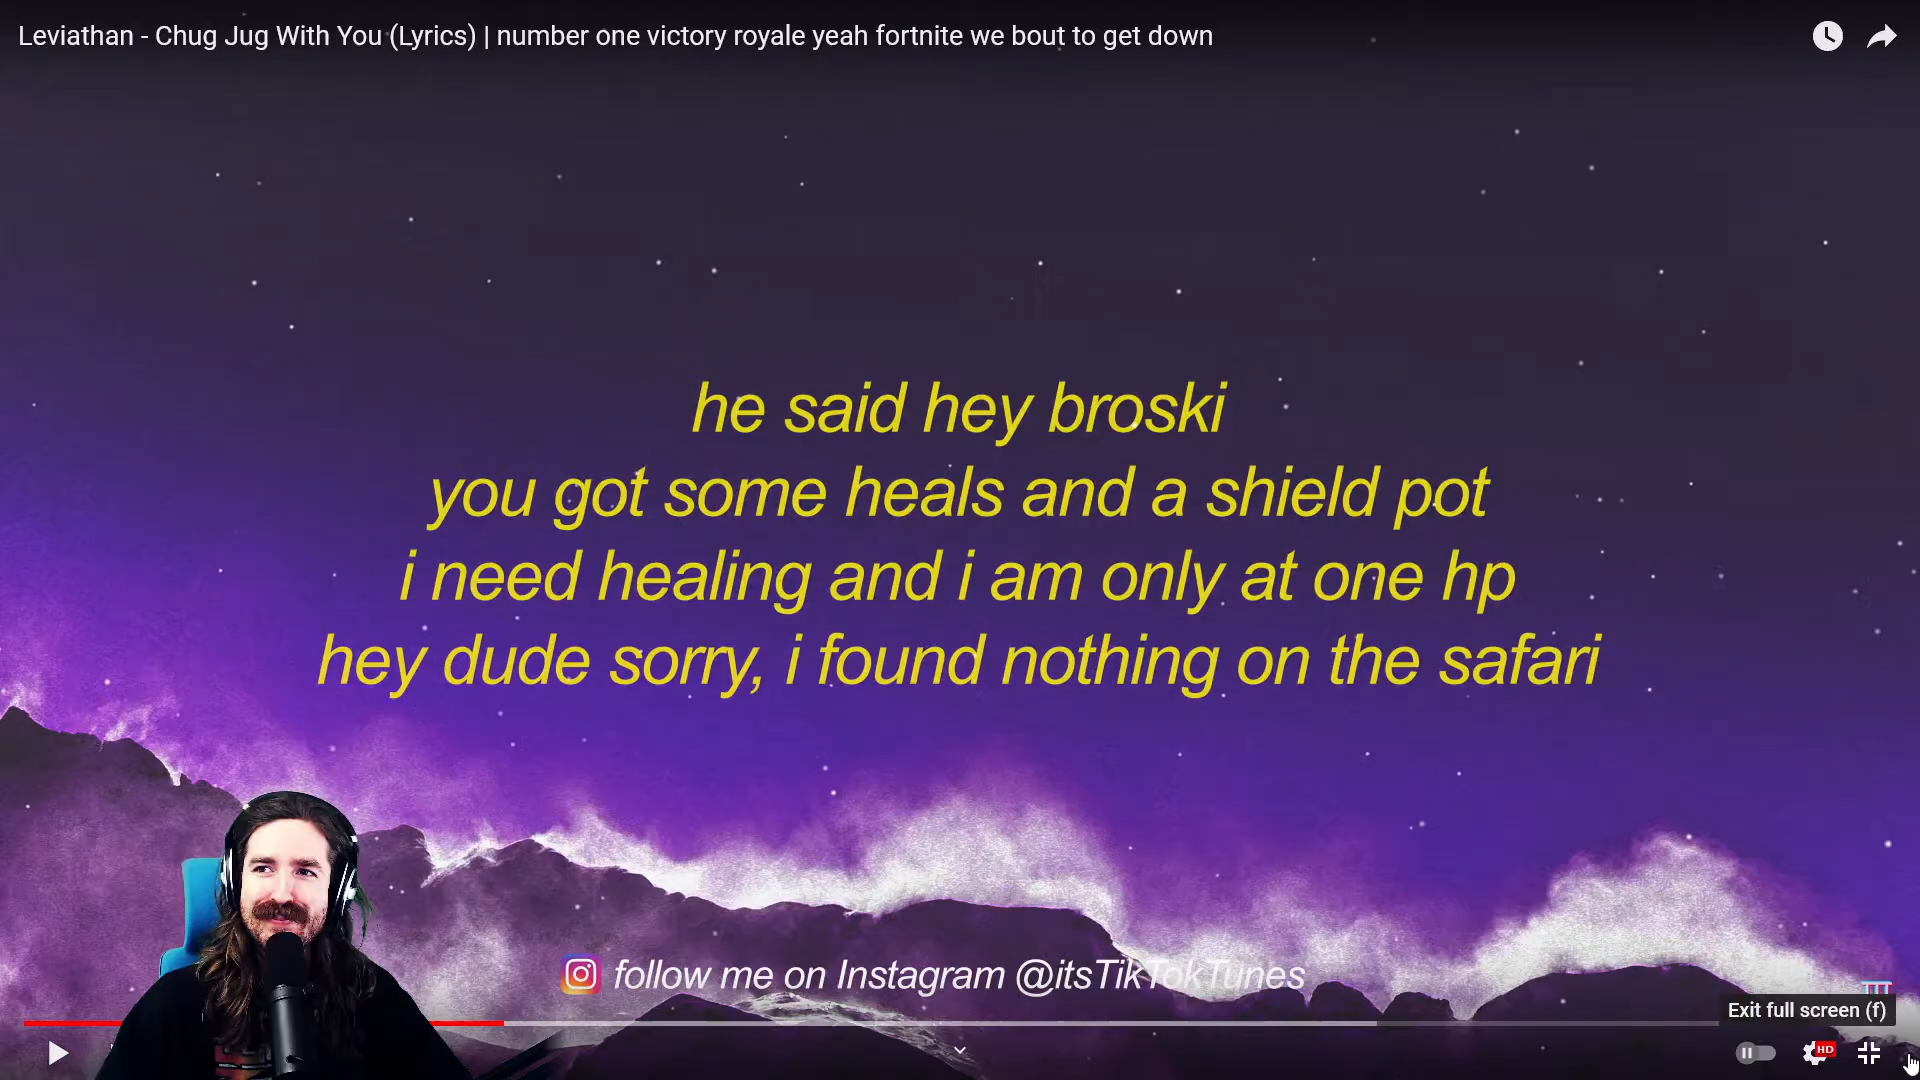 Leviathan - Chug Jug With You (Lyrics) | number one victory royale yeah fortnite we bout to get down
he said hey broski
you got some heals and a shield pot
i need healing and i am only at one hp
hey dude sorry, i found nothing on the safari
follow me on Instagram @itsTikTokTunes
Exit full screen (f)
HD